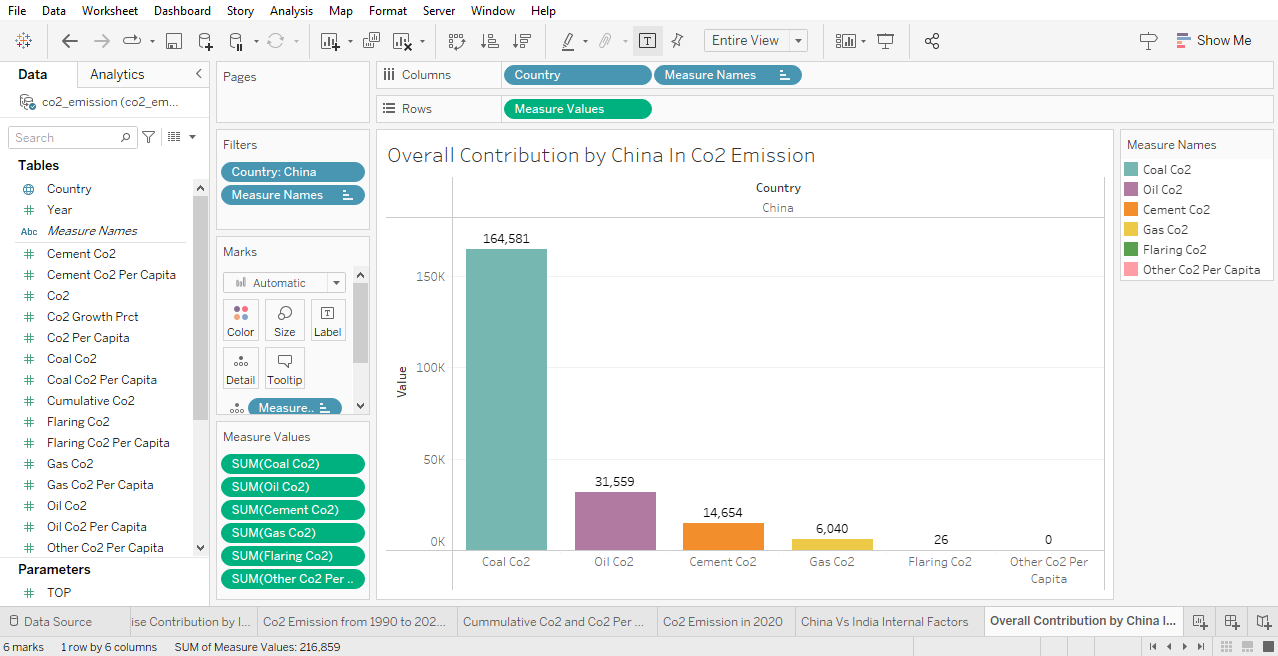 File Data Worksheet Dashboard Story Analysis Map Format Server Window Help
Entire View
Show Me
Data Analytics
co2_emission (co2_em...
Search
Tables
Country
Year
Abc Measure Names
Cement Co2
Cement Co2 Per Capita
Co2
Co2 Growth Prct
Co2 Per Capita
Coal Co2
Coal Co2 Per Capita
Cumulative Co2
Flaring Co2
Flaring Co2 Per Capita
Gas Co2
Gas Co2 Per Capita
Oil Co2
Oil Co2 Per Capita
Other Co2 Per Capita
Parameters
TOP
Pages
Filters
Country: China
Measure Names
Marks
Automatic
Color Size Label
Detail Tooltip
Measure..
Measure Values
SUM(Coal Co2)
SUM(Oil Co2)
SUM(Cement Co2)
SUM(Gas Co2)
SUM(Flaring Co2)
SUM(Other Co2 Per ..
Columns Country Measure Names
Rows Measure Values
Overall Contribution by China In Co2 Emission
Country
China
Value
150K
100K
50K
0K
164,581
31,559
14,654
6,040
26
0
Coal Co2 Oil Co2 Cement Co2 Gas Co2 Flaring Co2 Other Co2 Per
Capita
Measure Names
Coal Co2
Oil Co2
Cement Co2
Gas Co2
Flaring Co2
Other Co2 Per Capita
Data Source ise Contribution by I... Co2 Emission from 1990 to 202... Cummulative Co2 and Co2 Per ... Co2 Emission in 2020 China Vs India Internal Factors Overall Contribution by China I...
6 marks 1 row by 6 columns SUM of Measure Values: 216,859